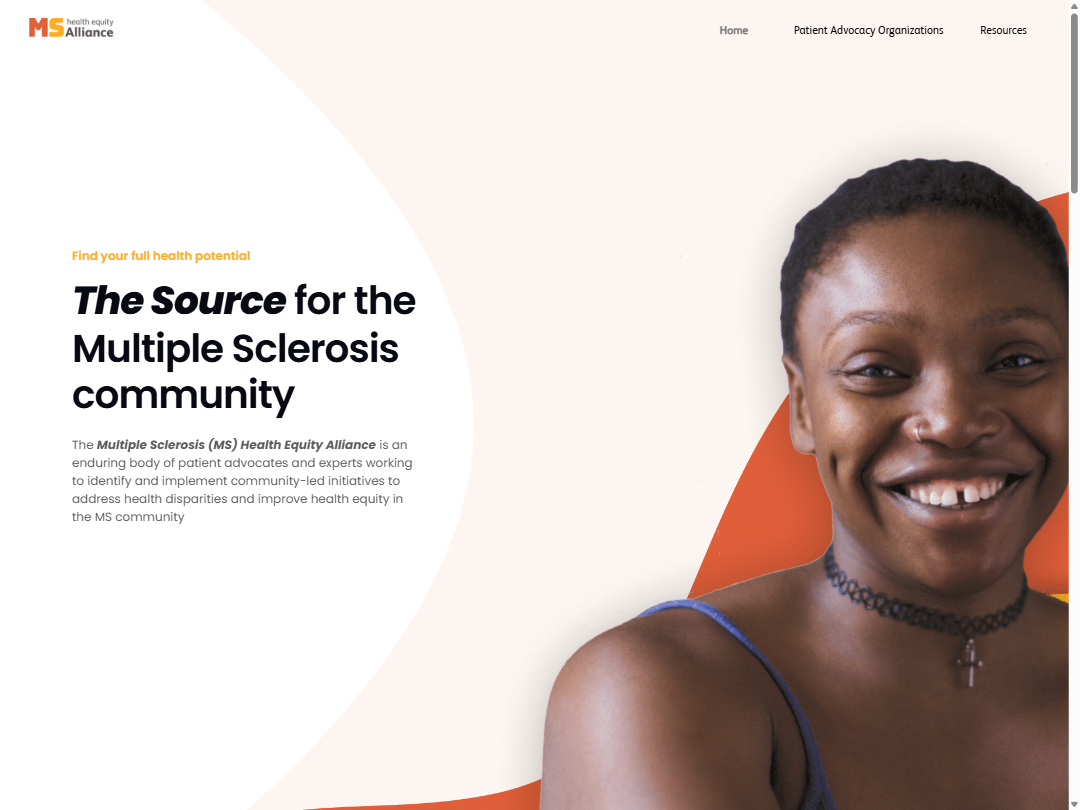 MS health equity Alliance
Home
Patient Advocacy Organizations
Resources
Find your full health potential
The Source for the
Multiple Sclerosis
community
The Multiple Sclerosis (MS) Health Equity Alliance is an
enduring body of patient advocates and experts working
to identify and implement community-led initiatives to
address health disparities and improve health equity in
the MS community